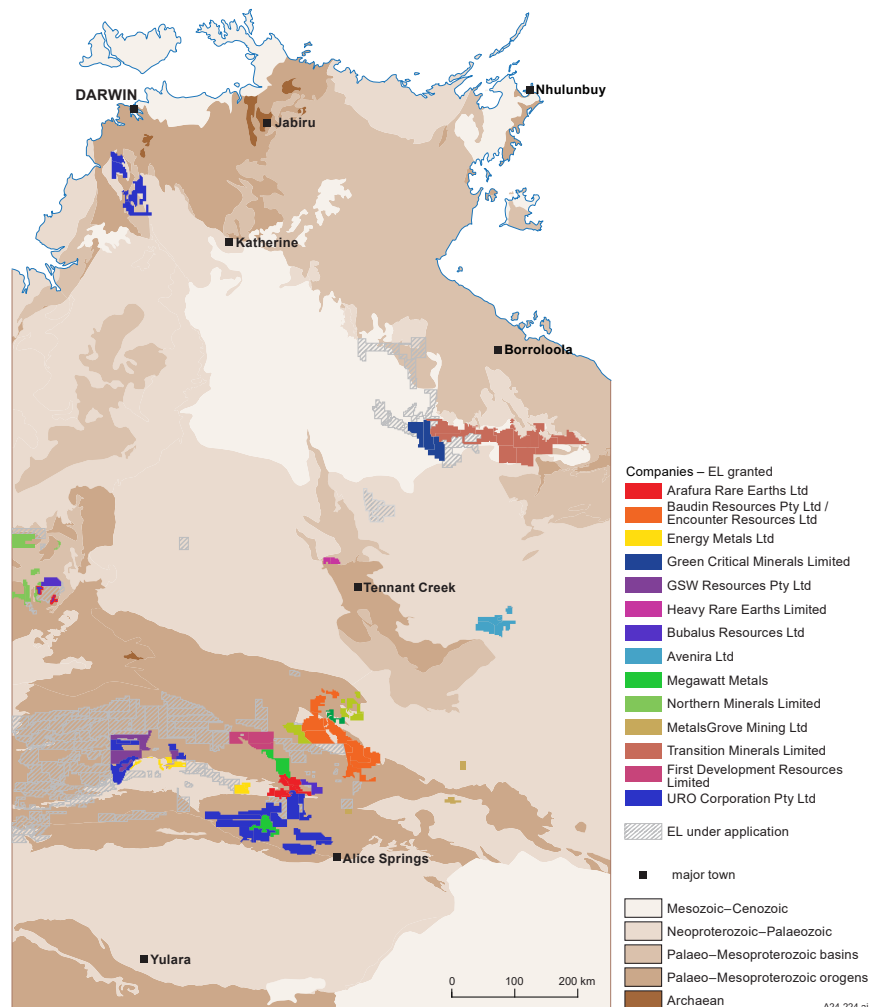 DARWIN
Nhulunbuy
Jabiru
Katherine
Borroloola
Tennant Creek
Alice Springs
Yulara
Companies – EL granted
Arafura Rare Earths Ltd
Baudin Resources Pty Ltd /
Encounter Resources Ltd
Energy Metals Ltd
Green Critical Minerals Limited
GSW Resources Pty Ltd
Heavy Rare Earths Limited
Bubalus Resources Ltd
Avenira Ltd
Megawatt Metals
Northern Minerals Limited
MetalsGrove Mining Ltd
Transition Minerals Limited
First Development Resources
Limited
URO Corporation Pty Ltd
EL under application
major town
Mesozoic–Cenozoic
Neoproterozoic–Palaeozoic
Palaeo–Mesoproterozoic basins
Palaeo–Mesoproterozoic orogens
Archaean
0 100 200 km
A24-224.ai